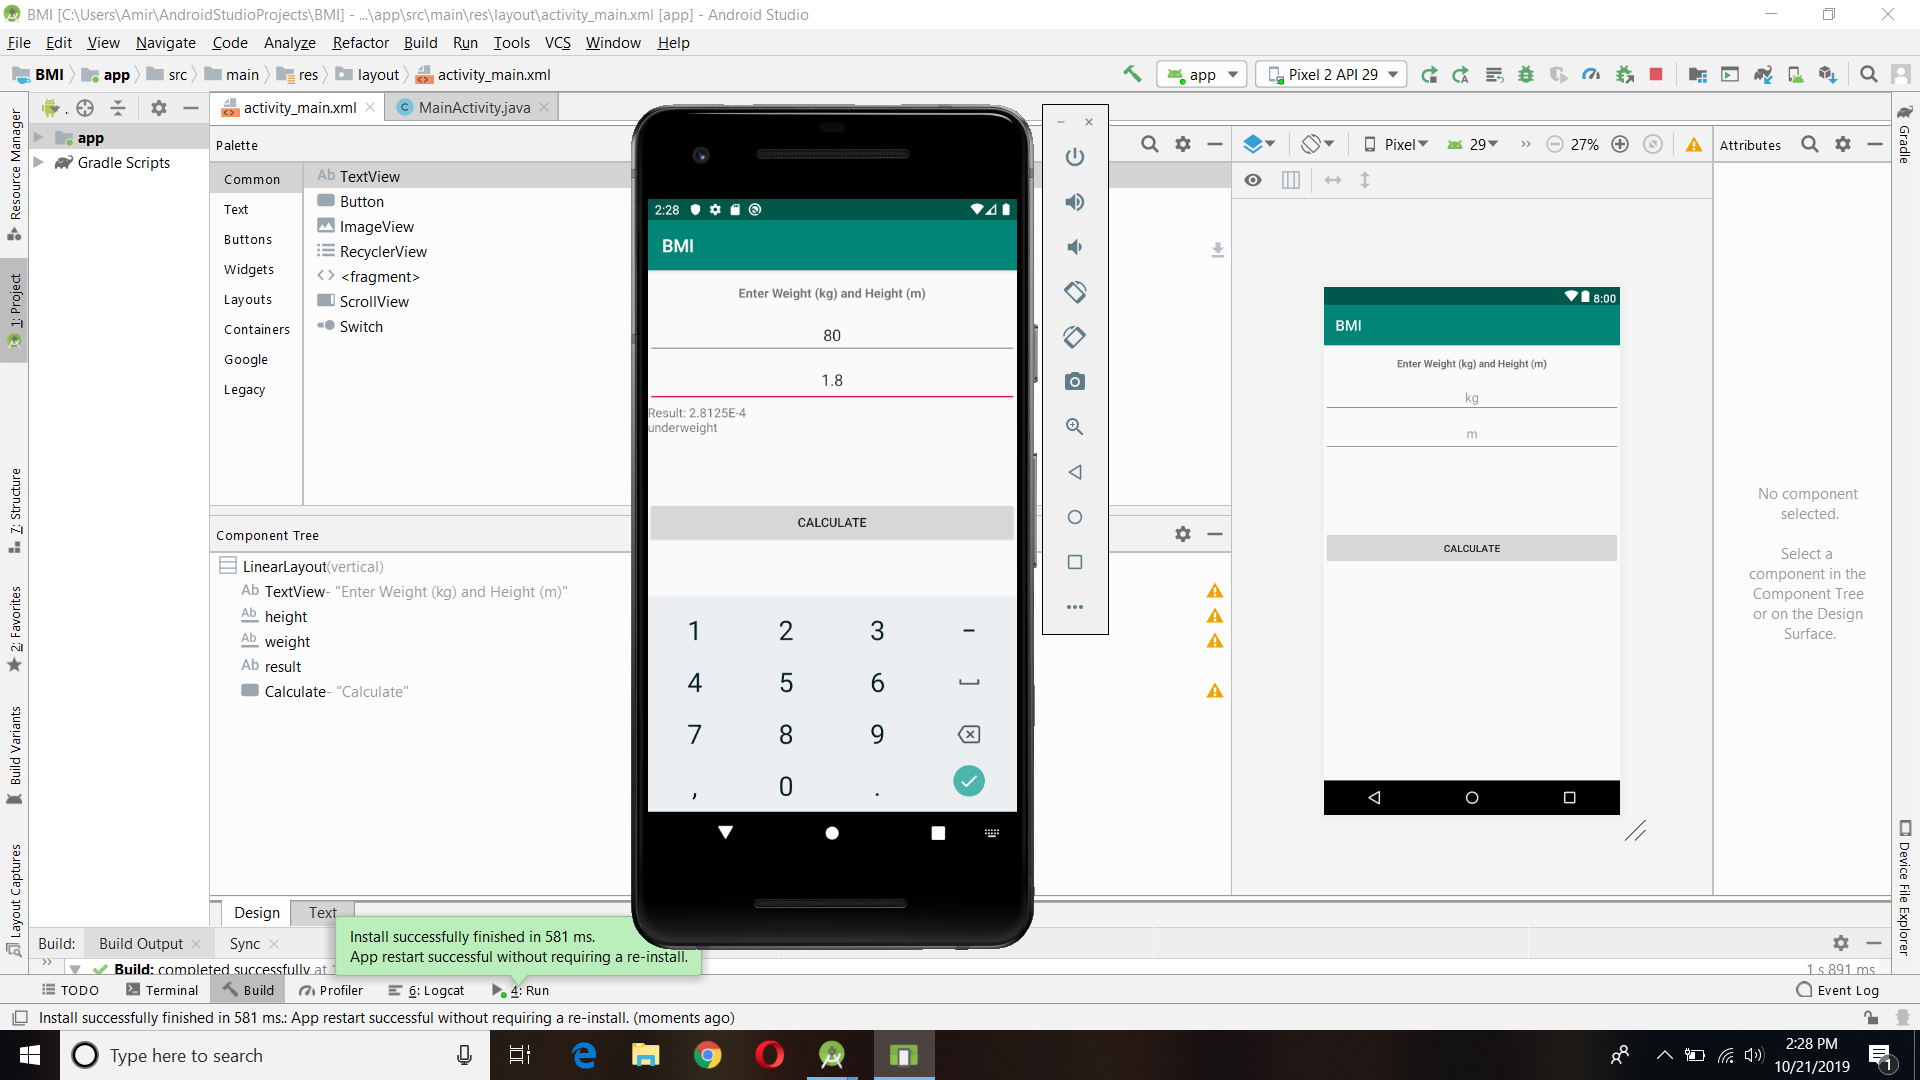 BMI [C:\Users\Amir\AndroidStudioProjects\BMI] - ...\app\src\main\res\layout\activity_main.xml [app] - Android Studio
File Edit View Navigate Code Analyze Refactor Build Run Tools VCS Window Help
BMI app src main res layout activity_main.xml
app Pixel 2 API 29
activity_main.xml MainActivity.java
Resource Manager
1: Project
7: Structure
2: Favorites
Build Variants
Layout Captures
app
Gradle Scripts
Palette
Common
Text
Buttons
Widgets
Layouts
Containers
Google
Legacy
Ab TextView
Button
ImageView
RecyclerView
<> <fragment>
ScrollView
Switch
Component Tree
LinearLayout(vertical)
Ab TextView- "Enter Weight (kg) and Height (m)"
Ab height
Ab weight
Ab result
Calculate- "Calculate"
2:28
BMI
Enter Weight (kg) and Height (m)
80
1.8
Result: 2.8125E-4
underweight
CALCULATE
1 2 3 -
4 5 6
7 8 9
, 0 .
Pixel 29 27%
8:00
BMI
Enter Weight (kg) and Height (m)
kg
m
CALCULATE
Attributes
No component
selected.
Select a
component in the
Component Tree
or on the Design
Surface.
Gradle
Device File Explorer
Design Text
Build: Build Output Sync
Install successfully finished in 581 ms.
App restart successful without requiring a re-install.
Build: completed successfully at
1 s 891 ms
TODO Terminal Build Profiler 6: Logcat 4: Run Event Log
Install successfully finished in 581 ms.: App restart successful without requiring a re-install. (moments ago)
Type here to search
2:28 PM
10/21/2019
1